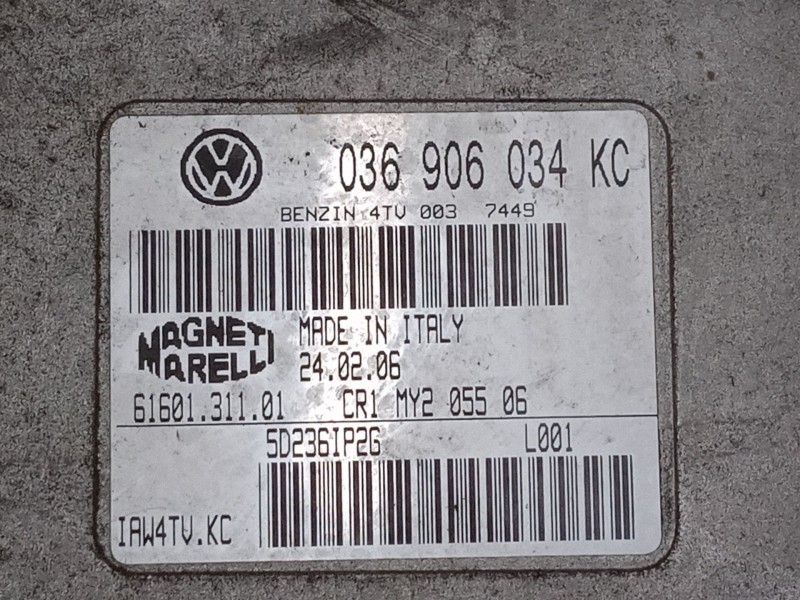 036 906 034 KC
BENZIN 4TV 003 7449
MAGNETI MARELLI
MADE IN ITALY
24.02.06
61601.311.01 CR1 MY2 055 06
5D236IP2G L001
IAW4TV.KC